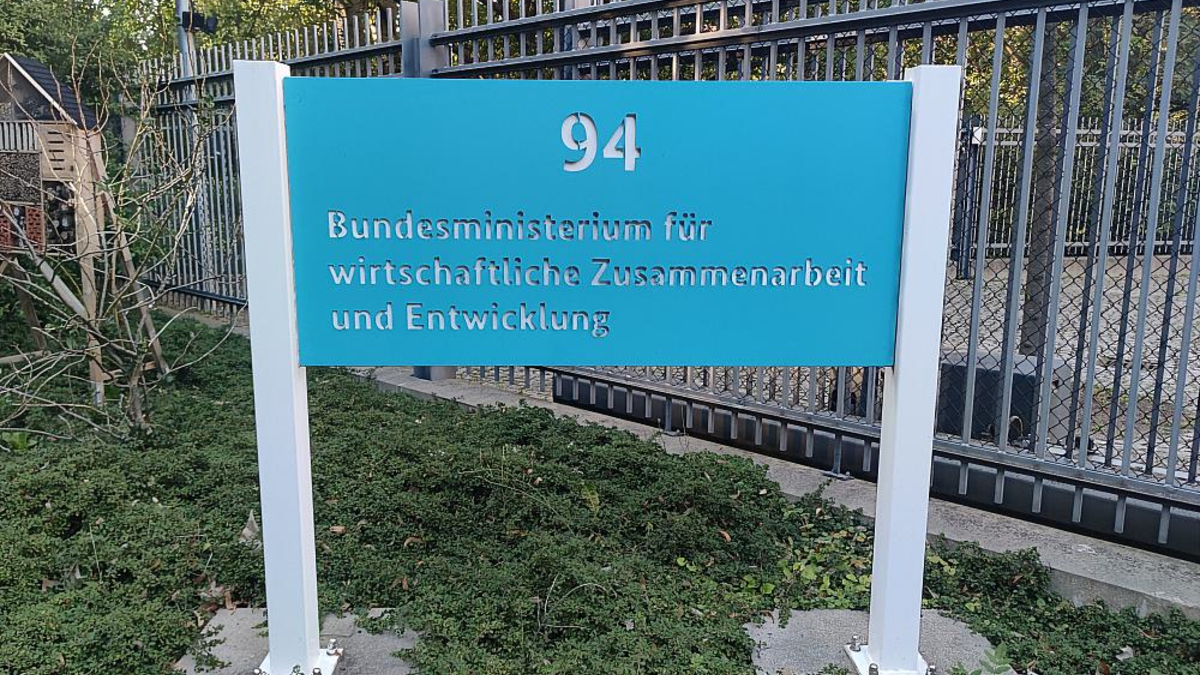 94
Bundesministerium für
wirtschaftliche Zusammenarbeit
und Entwicklung